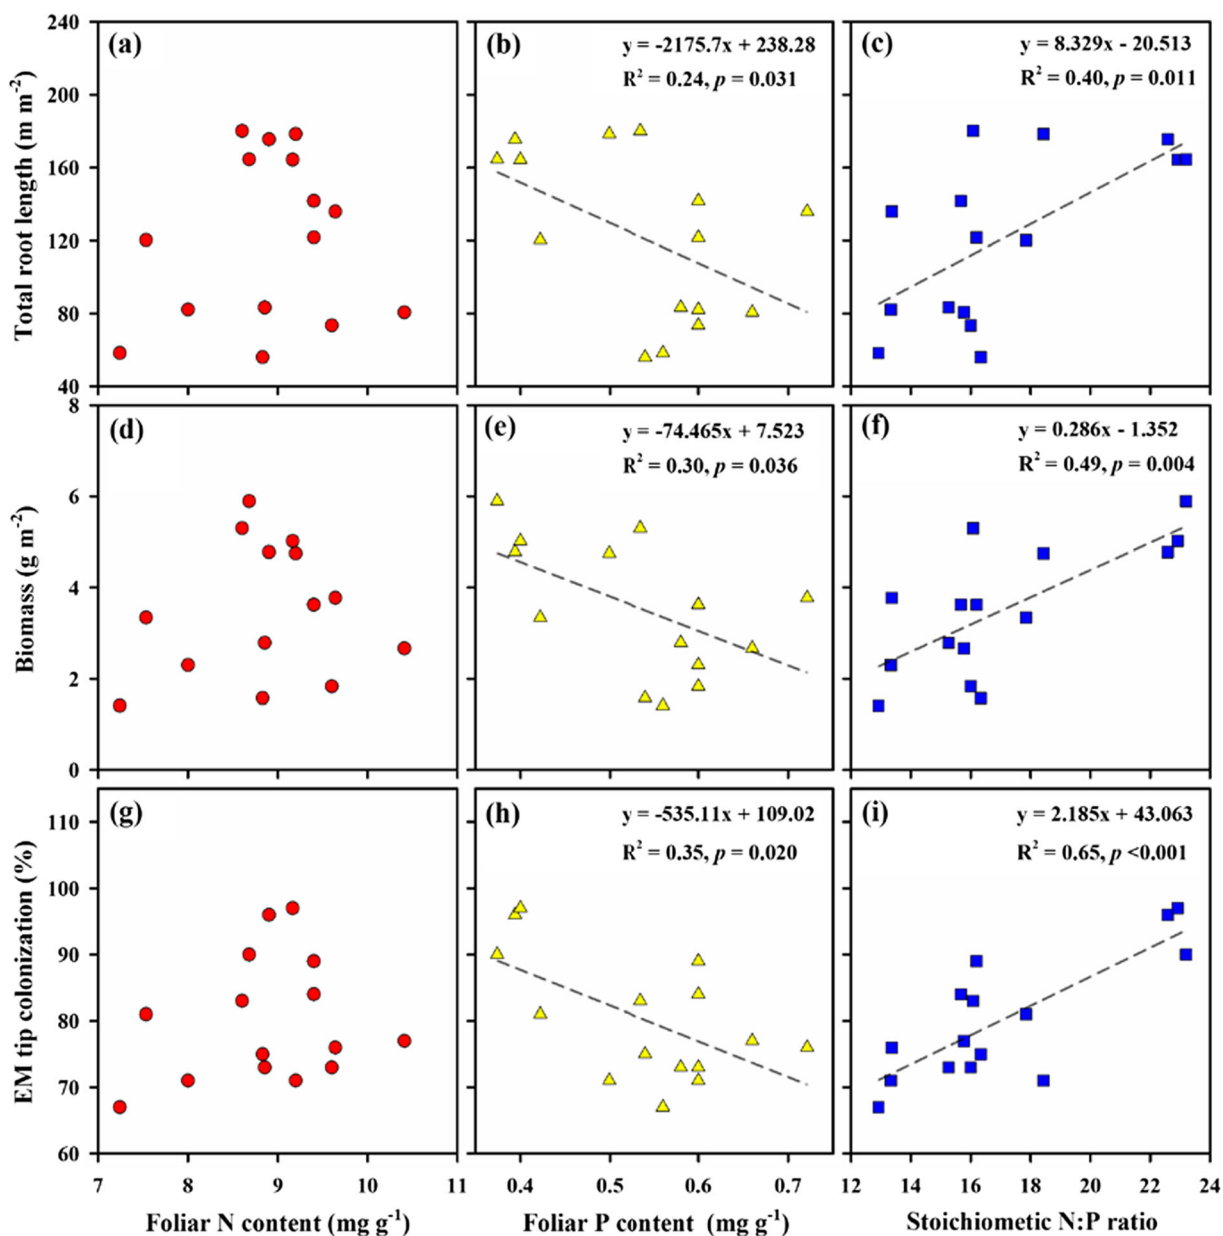 Total root length (m m⁻²)
240
200
160
120
80
40
(a)
(b)
y = -2175.7x + 238.28
R² = 0.24, p = 0.031
(c)
y = 8.329x - 20.513
R² = 0.40, p = 0.011
Biomass (g m⁻²)
8
6
4
2
0
(d)
(e)
y = -74.465x + 7.523
R² = 0.30, p = 0.036
(f)
y = 0.286x - 1.352
R² = 0.49, p = 0.004
EM tip colonization (%)
110
100
90
80
70
60
(g)
(h)
y = -535.11x + 109.02
R² = 0.35, p = 0.020
(i)
y = 2.185x + 43.063
R² = 0.65, p <0.001
7 8 9 10 11
0.4 0.5 0.6 0.7
12 14 16 18 20 22 24
Foliar N content (mg g⁻¹)
Foliar P content (mg g⁻¹)
Stoichiometic N:P ratio